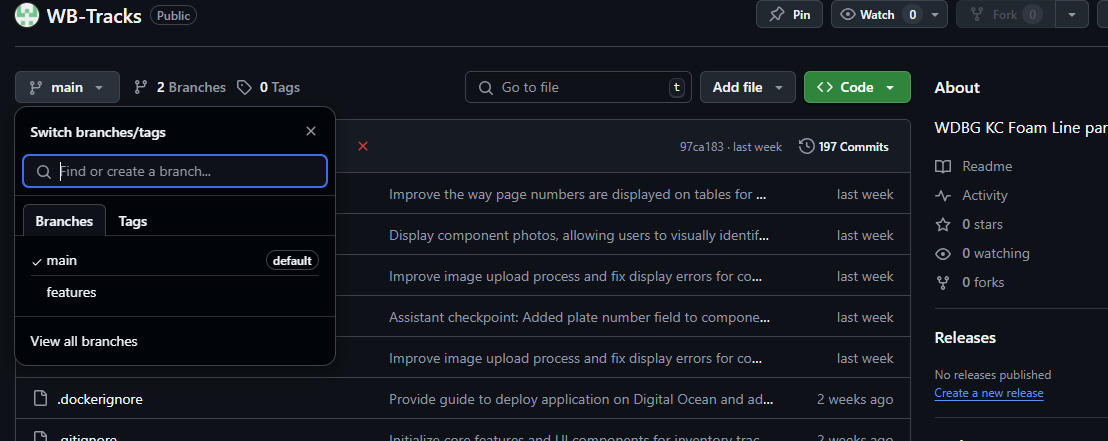 WB-Tracks Public
Pin
Watch 0
Fork 0
main
2 Branches
0 Tags
Go to file t
Add file
Code
Switch branches/tags
Find or create a branch...
Branches
Tags
main default
features
View all branches
97ca183 · last week
197 Commits
Improve the way page numbers are displayed on tables for ... last week
Display component photos, allowing users to visually identif... last week
Improve image upload process and fix display errors for co... last week
Assistant checkpoint: Added plate number field to compone... last week
Improve image upload process and fix display errors for co... last week
.dockerignore Provide guide to deploy application on Digital Ocean and ad... 2 weeks ago
.gitignore Initialize core features and UI components for inventory trac... 2 weeks ago
About
WDBG KC Foam Line par
Readme
Activity
0 stars
0 watching
0 forks
Releases
No releases published
Create a new release